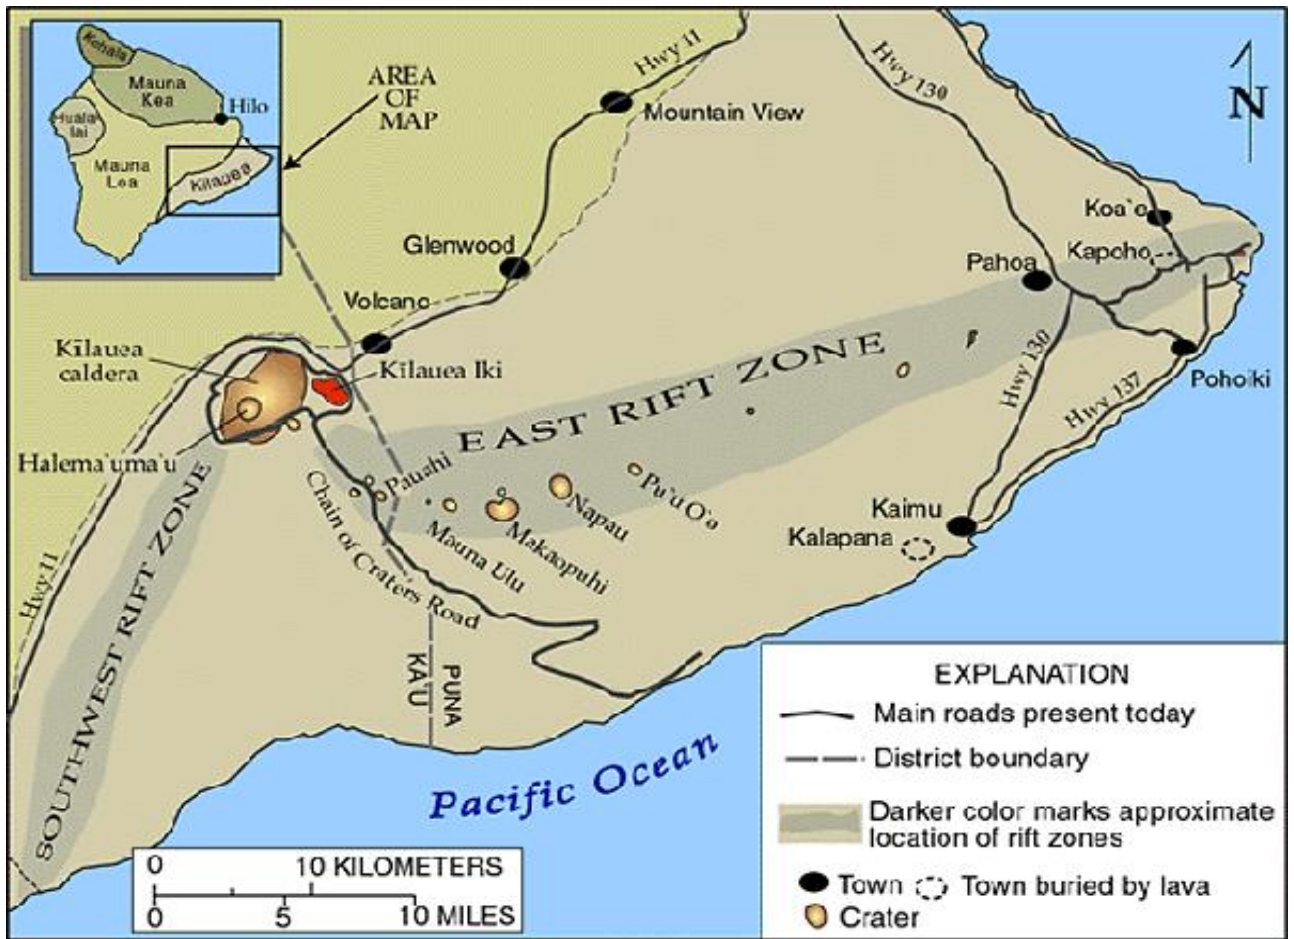 Kohala
Mauna
Kea
Hilo
Huala
lai
Mauna
Loa
Kilauea
AREA
OF
MAP
Hwy 11
Mountain View
Hwy 130
N
Glenwood
Volcano
Koa`e
Kapoho
Pahoa
Kīlauea
caldera
Kīlauea Iki
Halema`uma`u
EAST RIFT ZONE
Hwy 130
Hwy 137
Pohoiki
Pauahi
Chain of Craters Road
Mauna Ulu
Makaopuhi
Napau
Pu`u O`o
Kaimu
Kalapana
Hwy 11
SOUTHWEST RIFT ZONE
KA'U
PUNA
Pacific Ocean
EXPLANATION
Main roads present today
District boundary
Darker color marks approximate
location of rift zones
Town
Town buried by lava
Crater
0 10 KILOMETERS
0 5 10 MILES